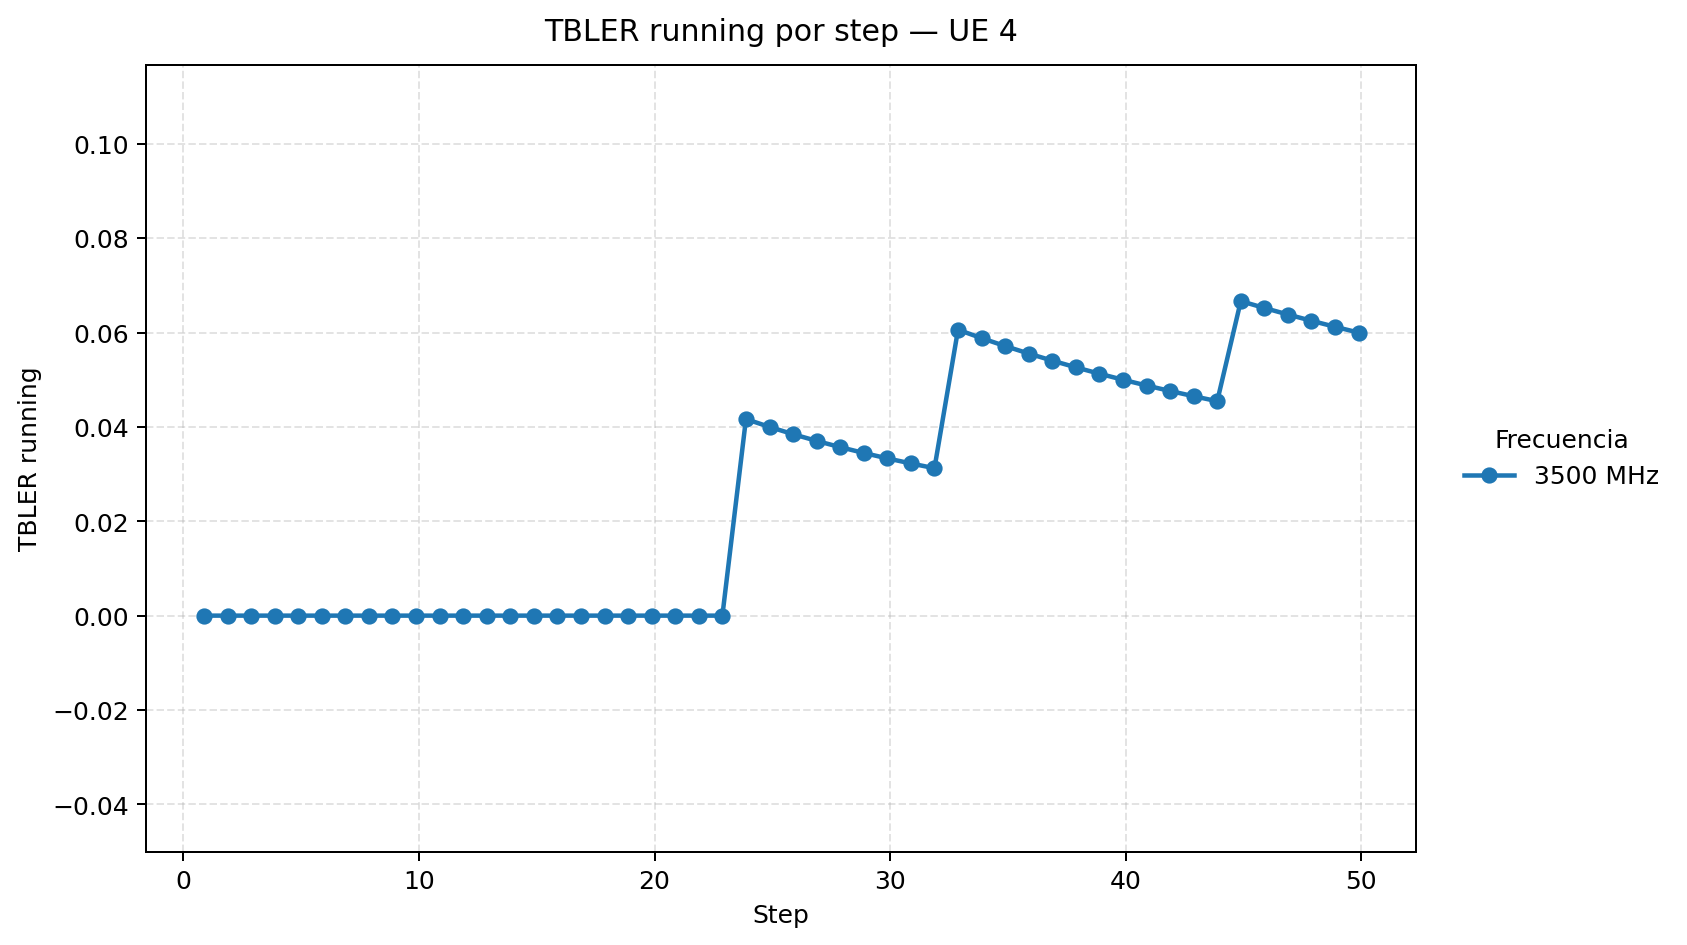 TBLER running por step — UE 4
TBLER running
0.10
0.08
0.06
0.04
0.02
0.00
−0.02
−0.04
0 10 20 30 40 50
Step
Frecuencia
3500 MHz